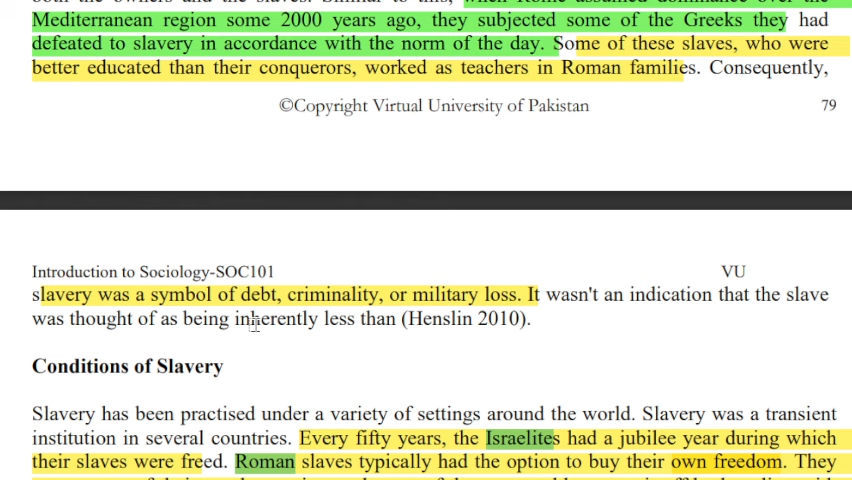 Mediterranean region some 2000 years ago, they subjected some of the Greeks they had
defeated to slavery in accordance with the norm of the day. Some of these slaves, who were
better educated than their conquerors, worked as teachers in Roman families. Consequently,
©Copyright Virtual University of Pakistan 79
Introduction to Sociology-SOC101 VU
slavery was a symbol of debt, criminality, or military loss. It wasn't an indication that the slave
was thought of as being inherently less than (Henslin 2010).
Conditions of Slavery
Slavery has been practised under a variety of settings around the world. Slavery was a transient
institution in several countries. Every fifty years, the Israelites had a jubilee year during which
their slaves were freed. Roman slaves typically had the option to buy their own freedom. They